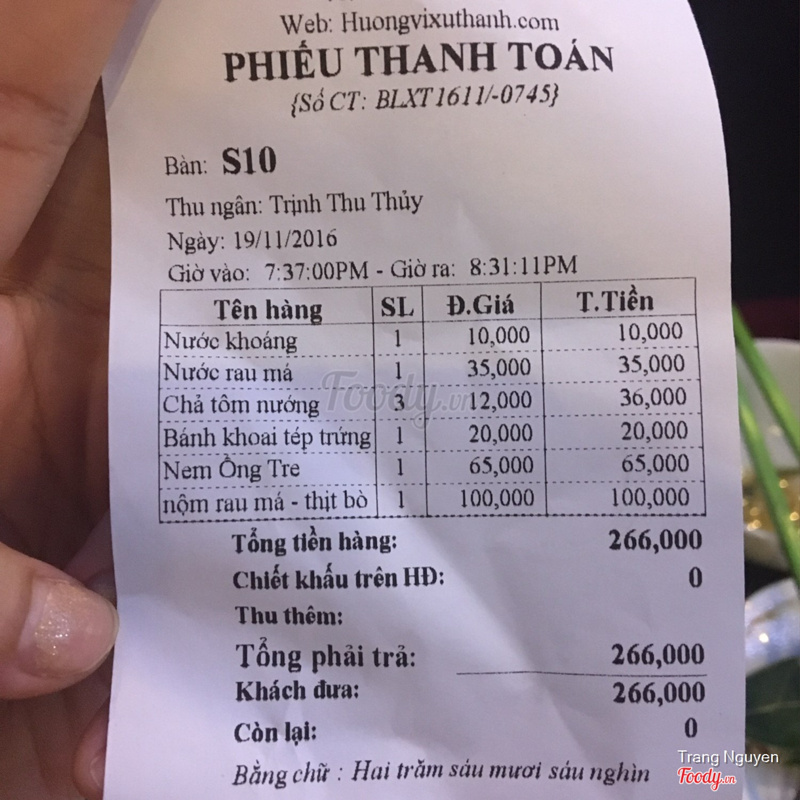 Web: Huongvixuthanh.com
PHIẾU THANH TOÁN
{Số CT: BLXT1611/-0745}
Bàn: S10
Thu ngân: Trịnh Thu Thủy
Ngày: 19/11/2016
Giờ vào: 7:37:00PM - Giờ ra: 8:31:11PM
Tên hàng SL Đ.Giá T.Tiền
Nước khoáng 1 10,000 10,000
Nước rau má 1 35,000 35,000
Chả tôm nướng 3 12,000 36,000
Bánh khoai tép trứng 1 20,000 20,000
Nem Ông Tre 1 65,000 65,000
nộm rau má - thịt bò 1 100,000 100,000
Tổng tiền hàng: 266,000
Chiết khấu trên HĐ: 0
Thu thêm:
Tổng phải trả: 266,000
Khách đưa: 266,000
Còn lại: 0
Bằng chữ : Hai trăm sáu mươi sáu nghìn
Foody.vn
Trang Nguyen
Foody.vn